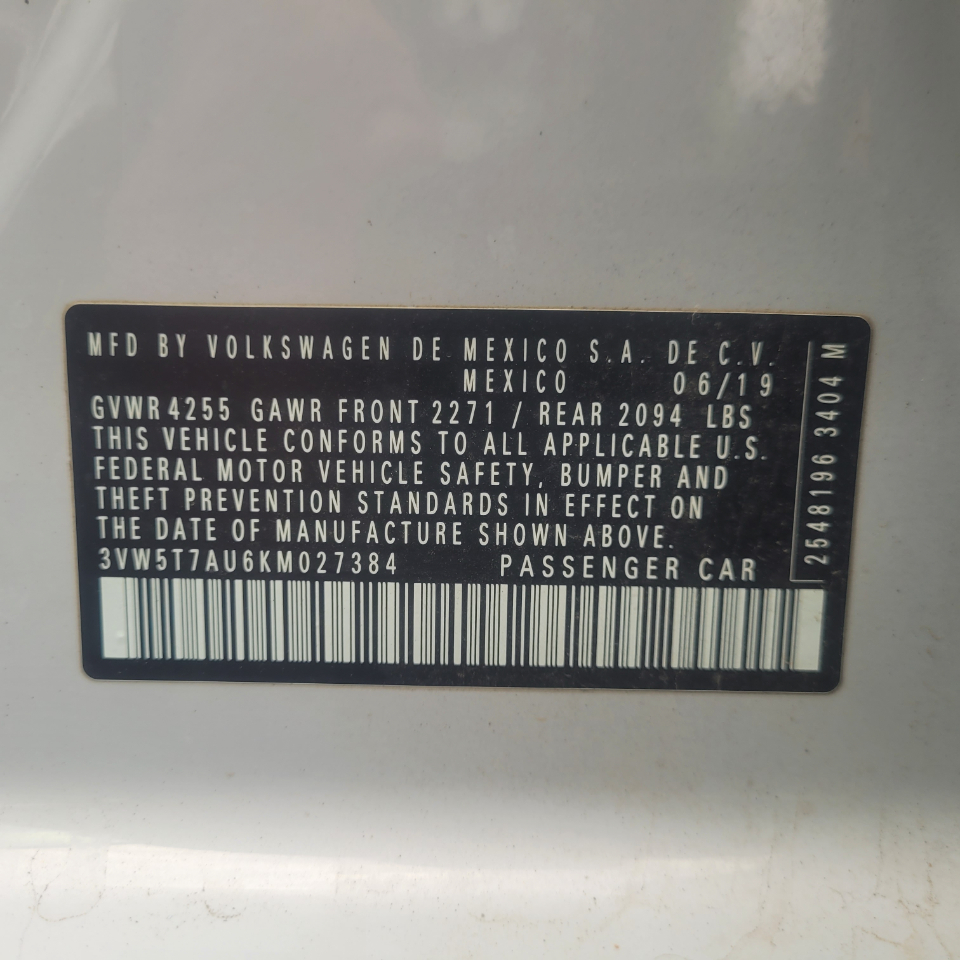 MFD BY VOLKSWAGEN DE MEXICO S.A. DE C.V.
MEXICO 06/19
GVWR 4255 GAWR FRONT 2271 / REAR 2094 LBS
THIS VEHICLE CONFORMS TO ALL APPLICABLE U.S.
FEDERAL MOTOR VEHICLE SAFETY, BUMPER AND
THEFT PREVENTION STANDARDS IN EFFECT ON
THE DATE OF MANUFACTURE SHOWN ABOVE.
3VW5T7AU6KM027384 PASSENGER CAR
2548196 3404 M